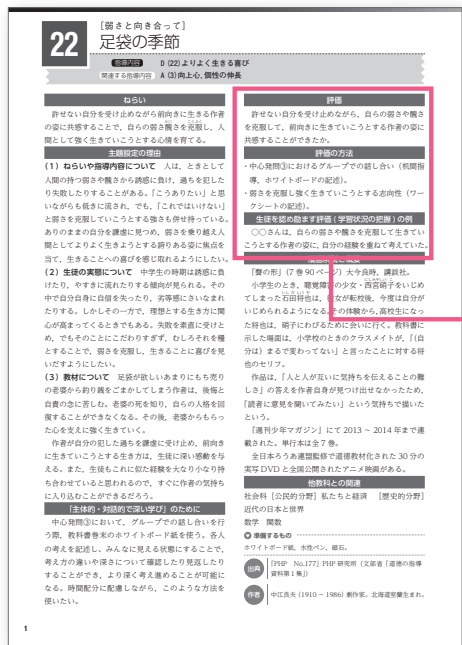 22
[弱さと向き合って]
足袋の季節
指導内容 D (22) よりよく生きる喜び
関連する指導内容 A (3) 向上心, 個性の伸長
ねらい
許せない自分を受け止めながら前向きに生きる作者
の姿に共感することで，自らの弱さ醜さを克服し，人
間として強く生きていこうとする心情を育てる。
主題設定の理由
(1) ねらいや指導内容について 人は，ときとして
人間の持つ弱さや醜さから誘惑に負け，過ちを犯した
り失敗したりすることがある。「こうありたい」と思
いながらも低きに流され，でも，「これではいけない」
と弱さを克服していこうとする強さも併せ持っている。
ありのままの自分を謙虚に見つめ，弱さを乗り越え人
間としてよりよく生きようとする誇りある姿に焦点を
当て，生きることへの喜びを感じ取れるようにしたい。
(2) 生徒の実態について 中学生の時期は誘惑に負
けたり，やすきに流れたりする傾向が見られる。その
中で自分自身に自信を失ったり，劣等感にさいなまれ
たりする。しかしその一方で，理想とする生き方に関
心が高まってくるときでもある。失敗を素直に受けと
め，でもそのことにこだわりすぎず，むしろそれを糧
とすることで，弱さを克服し，生きることに喜びを見
いだすようにしたい。
(3) 教材について 足袋が欲しいあまりにもち売り
の老婆から釣り銭をごまかしてしまう作者は，後悔と
自責の念に苦しむ。老婆の死を知り，自らの人格を回
復することができなくなる。その後，老婆からもらっ
た心を支えに強く生きていく。
作者が自分の犯した過ちを謙虚に受け止め，前向き
に生きていこうとする生き方は，生徒に深い感動を与
える。また，生徒もこれに似た経験を大なり小なり持
ち合わせていると思われるので，すぐに作者の気持ち
に入り込むことができるだろう。
「主体的・対話的で深い学び」のために
中心発問③において，グループでの話し合いを行
う際，教科書巻末のホワイトボード紙を使う。各人
の考えを記述し，みんなに見える状態にすることで，
考え方の違いや深さについて確認したり見返したり
することができ，より深く考え進めることが可能に
なる。時間配分に配慮しながら，このような方法を
使いたい。
評価
許せない自分を受け止めながら，自らの弱さや醜さ
を克服して，前向きに生きていこうとする作者の姿に
共感することができたか。
評価の方法
・中心発問③におけるグループでの話し合い（机間指
導，ホワイトボードの記述）。
・弱さを克服し強く生きていこうとする志向性（ワー
クシートの記述）。
生徒を認め励ます評価（学習状況の把握）の例
〇〇さんは，自らの弱さや醜さを克服して生きてい
こうとする作者の姿に，自分の経験を重ねて考えていた。
『聲の形』（7巻90ページ）大今良時，講談社。
小学生のとき，聴覚障害の少女・西宮硝子をいじめ
てしまった石田将也は，彼女が転校後，今度は自分が
いじめられるようになる。その体験から，高校生になっ
た将也は，硝子にわびるために会いに行く。教科書に
示した場面は，小学校のときのクラスメイトが，「（自
分は）まるで変わってない」と言ったことに対する将
也のセリフ。
作品は，「人と人が互いに気持ちを伝えることの難
しさ」の答えを作者自身が見つけ出せなかったため，
「読者に意見を聞いてみたい」という気持ちで描いた
という。
『週刊少年マガジン』にて2013～2014年まで連
載された。単行本は全7巻。
全日本ろうあ連盟監修で道徳教材化された30分の
実写DVDと全国公開されたアニメ映画がある。
他教科との関連
社会科［公民的分野］私たちと経済 ［歴史的分野］
近代の日本と世界
数学 関数
準備するもの
ホワイトボード紙，水性ペン，磁石。
出典 『PHP No.177』PHP研究所（文部省「道徳の指導
資料第1集」）
作者 中江良夫（1910－1986）劇作家。北海道室蘭生まれ。
1